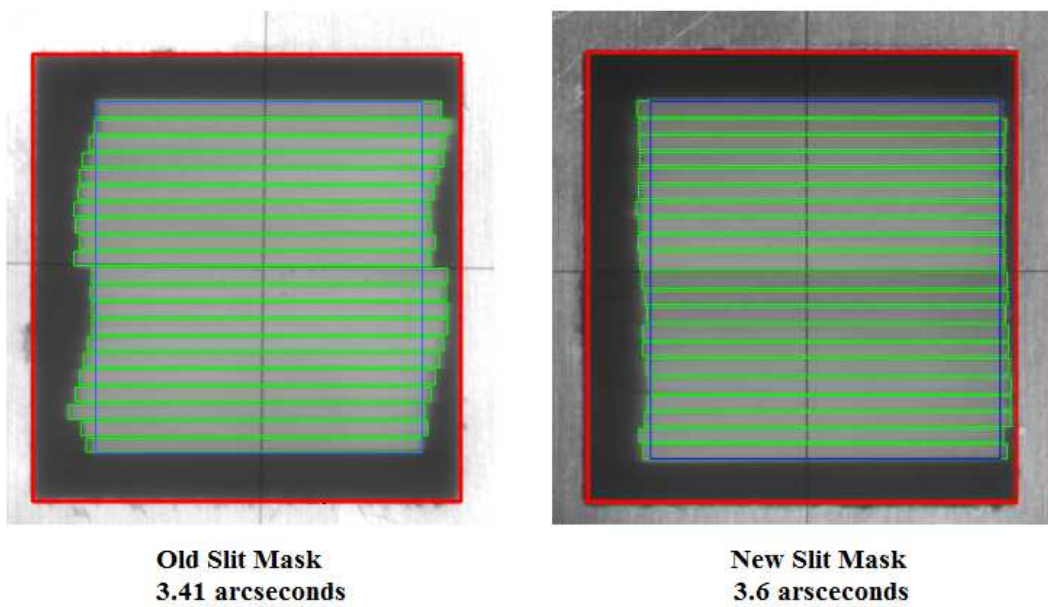 Old Slit Mask
3.41 arcseconds
New Slit Mask
3.6 arsceconds